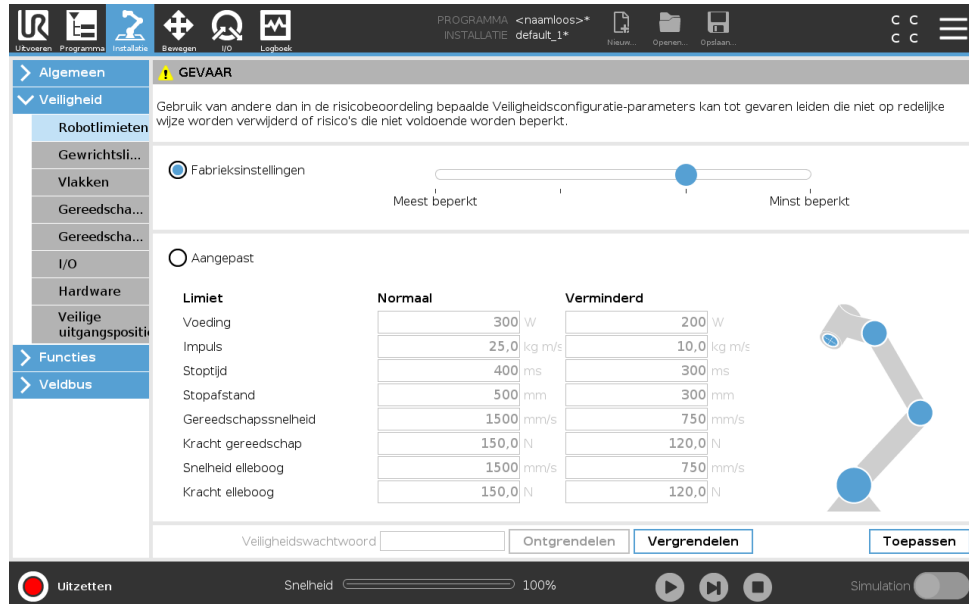 UR
Uitvoeren Programma Installatie Bewegen I/O Logboek
PROGRAMMA <naamloos>*
INSTALLATIE default_1*
Nieuw... Openen... Opslaan...
C C
C C
Algemeen
Veiligheid
Robotlimieten
Gewrichtsli...
Vlakken
Gereedscha...
Gereedscha...
I/O
Hardware
Veilige
uitgangspositi
Functies
Veldbus
GEVAAR
Gebruik van andere dan in de risicobeoordeling bepaalde Veiligheidsconfiguratie-parameters kan tot gevaren leiden die niet op redelijke
wijze worden verwijderd of risico's die niet voldoende worden beperkt.
Fabrieksinstellingen
Meest beperkt Minst beperkt
Aangepast
Limiet Normaal Verminderd
Voeding 300 W 200 W
Impuls 25,0 kg m/s 10,0 kg m/s
Stoptijd 400 ms 300 ms
Stopafstand 500 mm 300 mm
Gereedschapssnelheid 1500 mm/s 750 mm/s
Kracht gereedschap 150,0 N 120,0 N
Snelheid elleboog 1500 mm/s 750 mm/s
Kracht elleboog 150,0 N 120,0 N
Veiligheidswachtwoord Ontgrendelen Vergrendelen Toepassen
Uitzetten Snelheid 100% Simulation